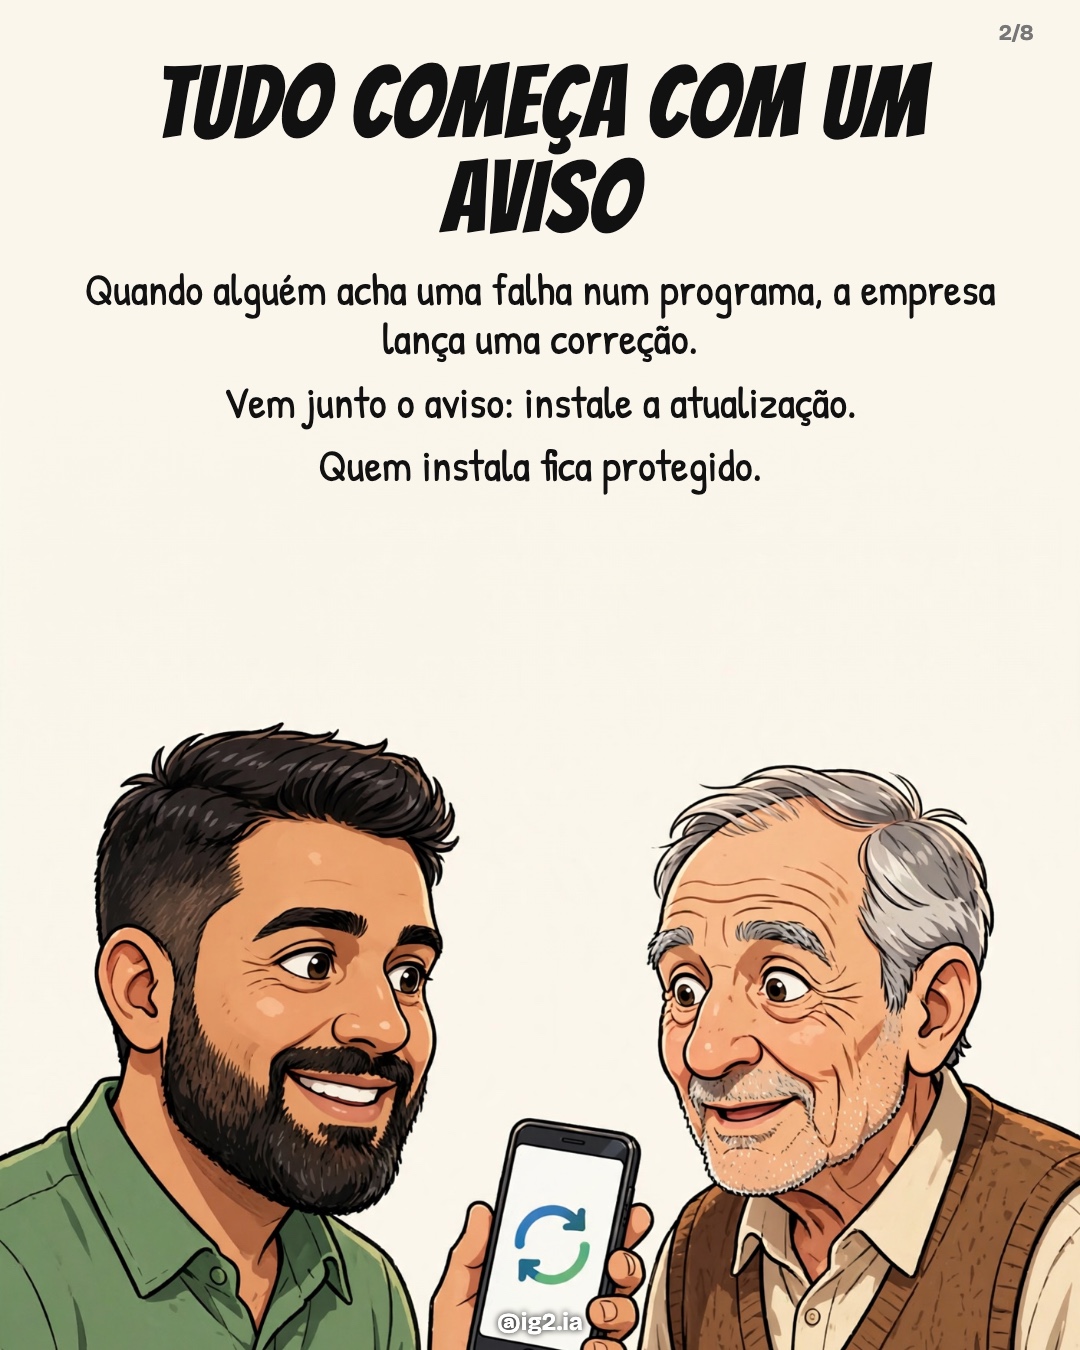 2/8
TUDO COMEÇA COM UM
AVISO
Quando alguém acha uma falha num programa, a empresa
lança uma correção.
Vem junto o aviso: instale a atualização.
Quem instala fica protegido.
@ig2.ia